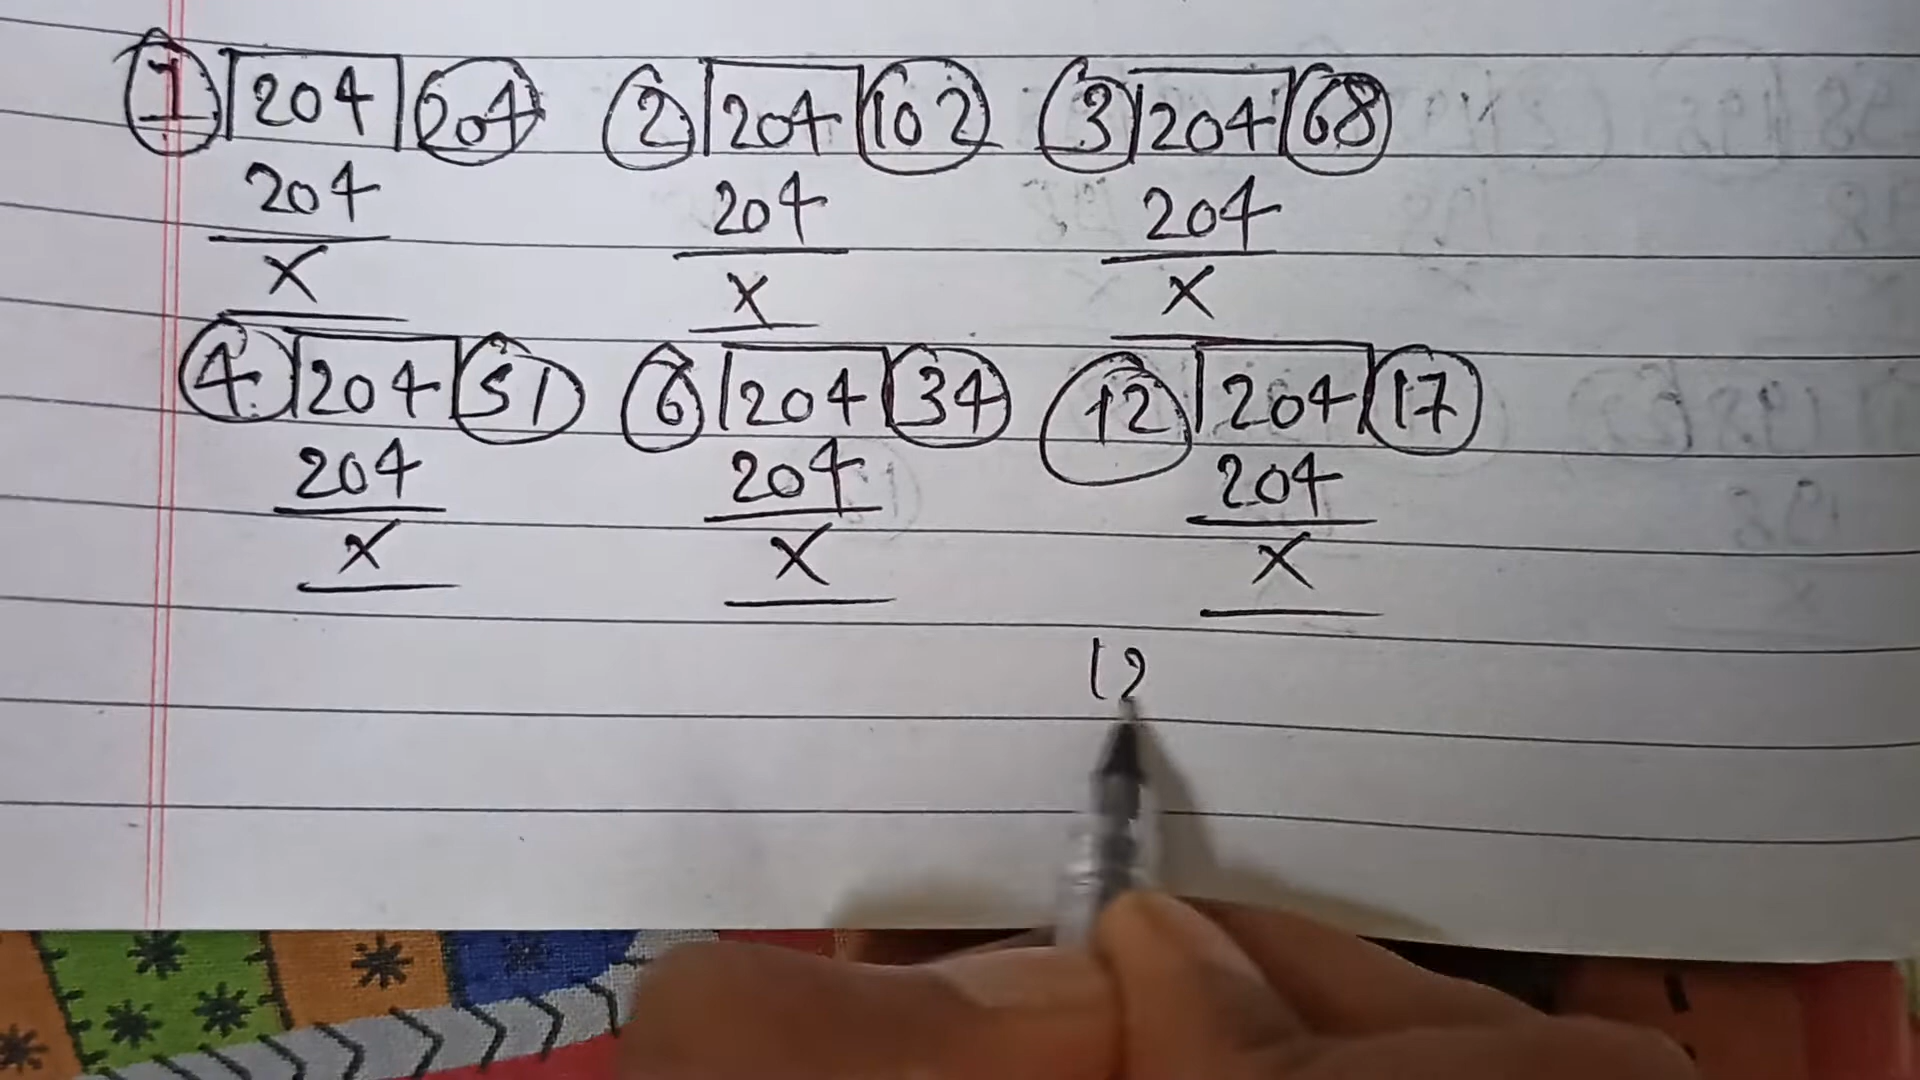 1 204 204 2 204 102 3 204 68
204 204 204
x x x
4 204 51 6 204 34 12 204 17
204 204 204
x x x
12